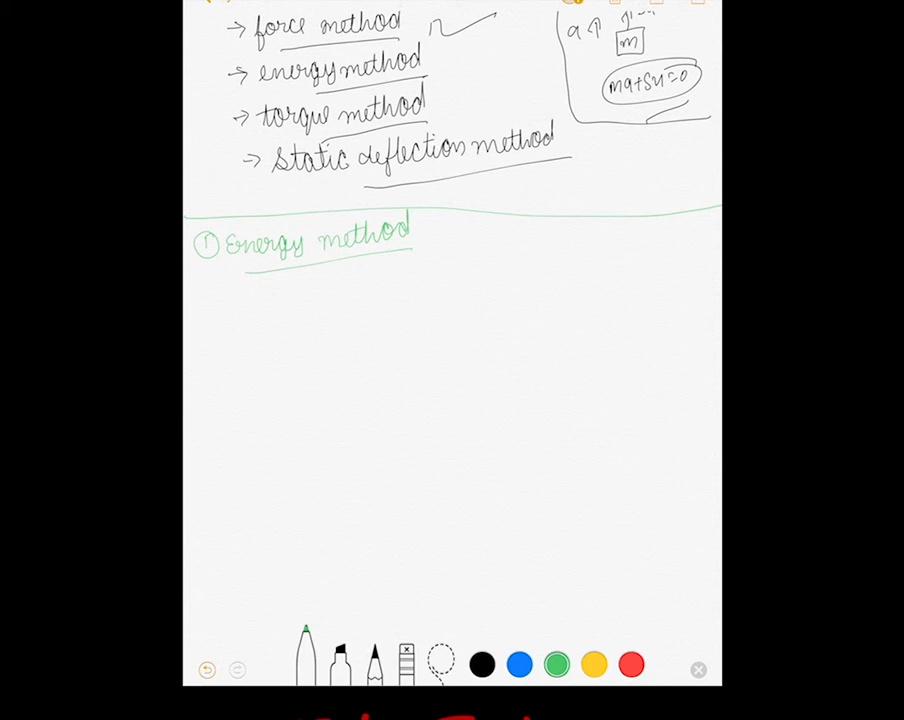 → force method
→ energy method
→ torque method
→ Static deflection method
a ↑
m
ma+sx=0
① Energy method